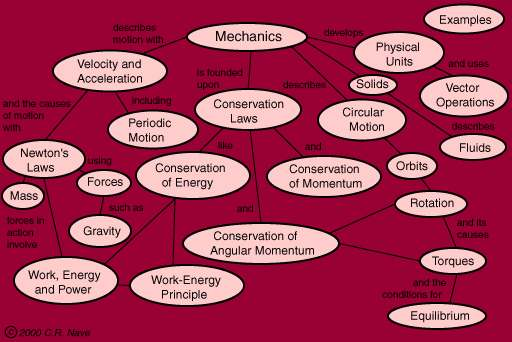 Examples
describes
motion with
Mechanics
develops
Physical
Units
Velocity and
Acceleration
is founded
upon
describes
Solids
and uses
Vector
Operations
and the causes
of motion
with
including
Periodic
Motion
Conservation
Laws
Circular
Motion
describes
Fluids
Newton's
Laws
using
Forces
like
and
Conservation
of Energy
Conservation
of Momentum
Orbits
Mass
such as
Rotation
forces in
action
involve
Gravity
and
and its
causes
Conservation of
Angular Momentum
Torques
Work, Energy
and Power
Work-Energy
Principle
and the
conditions for
Equilibrium
© 2000 C.R. Nave